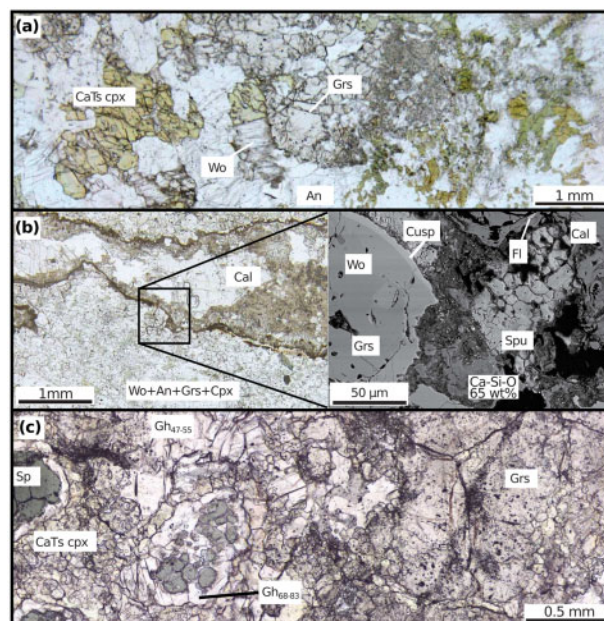 (a)
CaTs cpx
Grs
Wo
An
1 mm
(b)
Cusp
Wo
Cal
Fl
Cal
Spu
Grs
1mm
Wo+An+Grs+Cpx
50 µm
Ca-Si-O
65 wt%
(c)
Gh47-55
Sp
Grs
CaTs cpx
Gh68-83
0.5 mm